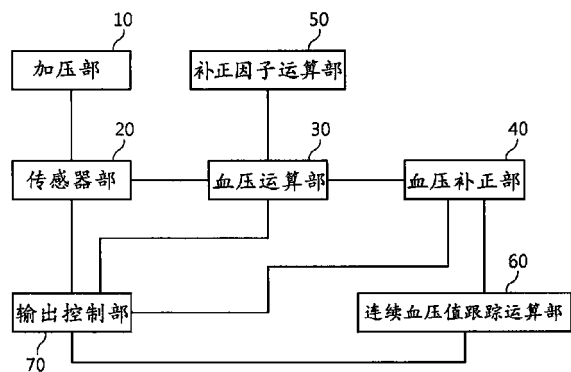 10
加压部
50
补正因子运算部
20
传感器部
30
血压运算部
40
血压补正部
输出控制部
70
60
连续血压值跟踪运算部